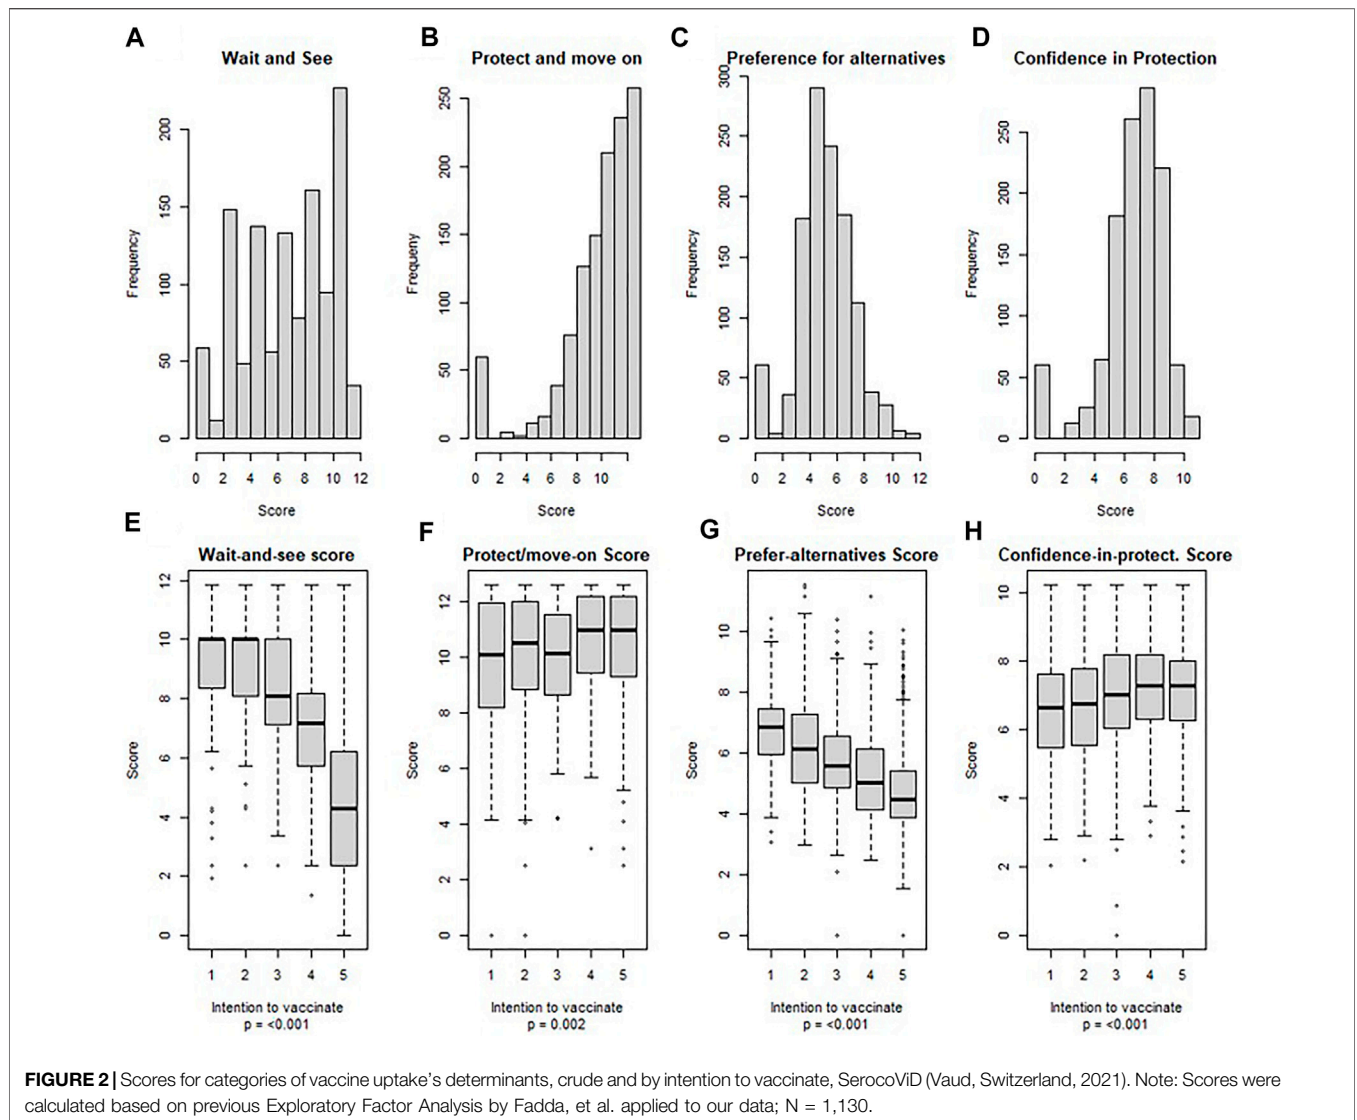 A
Wait and See
Frequency
0
50
100
150
200
0 2 4 6 8 10 12
Score
B
Protect and move on
Frequeny
0
50
100
150
200
250
0 2 4 6 8 10
Score
C
Preference for alternatives
Frequency
0
50
100
150
200
250
300
0 2 4 6 8 10 12
Score
D
Confidence in Protection
Frequency
0
50
100
150
200
250
0 2 4 6 8 10
Score
E
Wait-and-see score
Score
0
2
4
6
8
10
12
1 2 3 4 5
Intention to vaccinate
p = <0.001
F
Protect/move-on Score
Score
0
2
4
6
8
10
12
1 2 3 4 5
Intention to vaccinate
p = 0.002
G
Prefer-alternatives Score
Score
0
2
4
6
8
10
1 2 3 4 5
Intention to vaccinate
p = <0.001
H
Confidence-in-protect. Score
Score
0
2
4
6
8
10
1 2 3 4 5
Intention to vaccinate
p = <0.001
FIGURE 2 | Scores for categories of vaccine uptake's determinants, crude and by intention to vaccinate, SerocoViD (Vaud, Switzerland, 2021). Note: Scores were
calculated based on previous Exploratory Factor Analysis by Fadda, et al. applied to our data; N = 1,130.